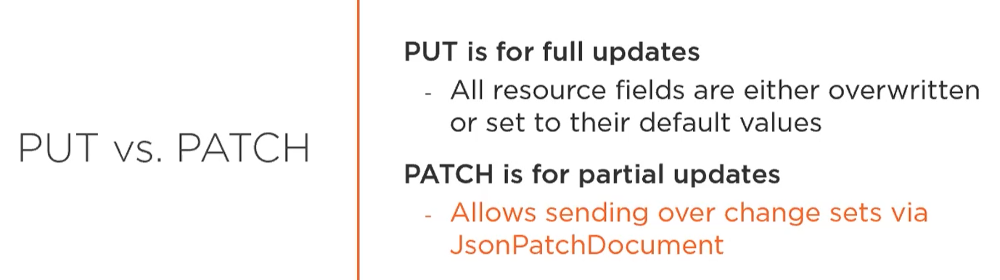 PUT vs. PATCH
PUT is for full updates
- All resource fields are either overwritten
or set to their default values
PATCH is for partial updates
- Allows sending over change sets via
JsonPatchDocument